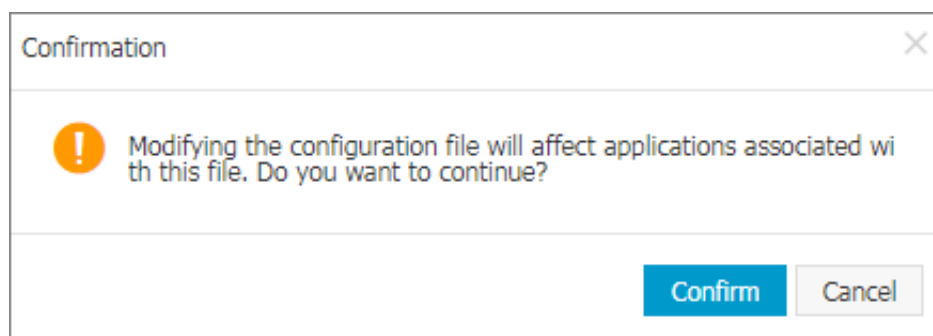 Confirmation
Modifying the configuration file will affect applications associated wi
th this file. Do you want to continue?
Confirm
Cancel